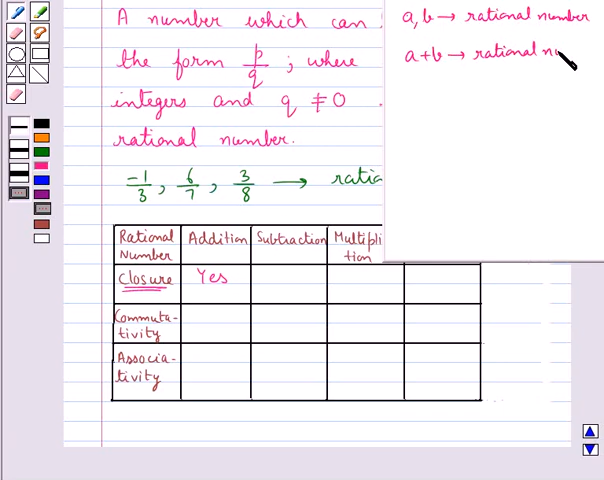 A number which can
the form p/q ; where
integers and q ≠ 0 .
rational number.
-1/3 , 6/7 , 3/8 → ratio
a, b → rational number
a+b → rational nu
Rational Number Addition Subtraction Multipli tion
Closure Yes
Commuta- tivity
Associa- tivity